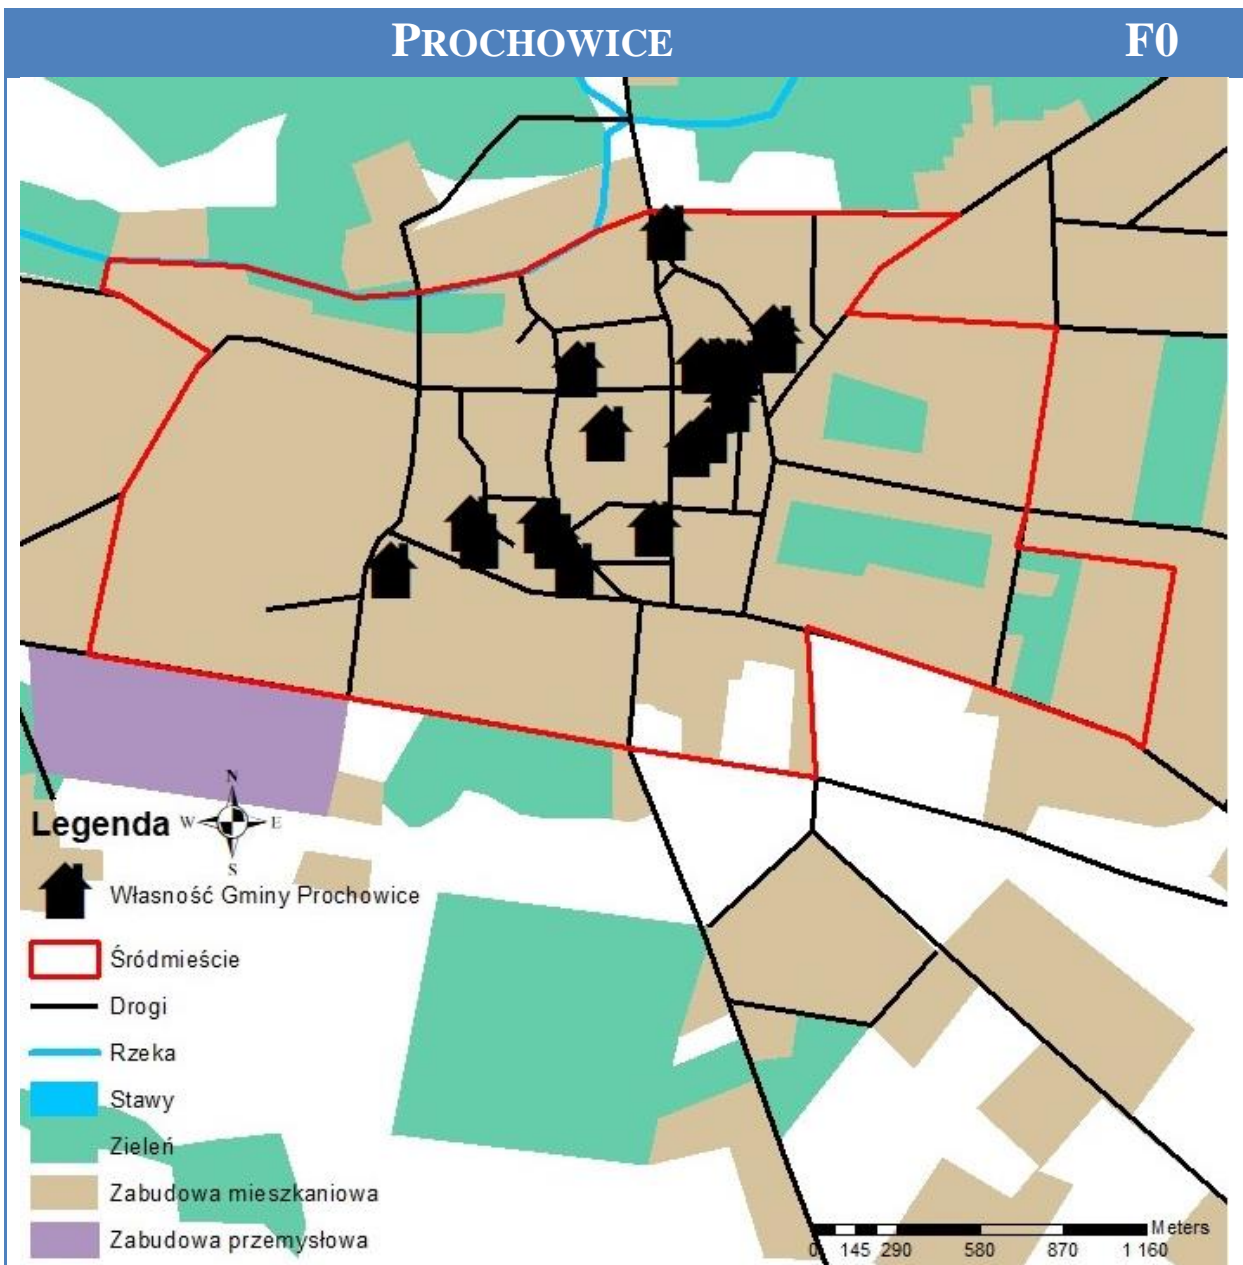 PROCHOWICE F0
N
Legenda W E
S
Własność Gminy Prochowice
Śródmieście
Drogi
Rzeka
Stawy
Zieleń
Zabudowa mieszkaniowa
Zabudowa przemysłowa
Meters
0 145 290 580 870 1 160